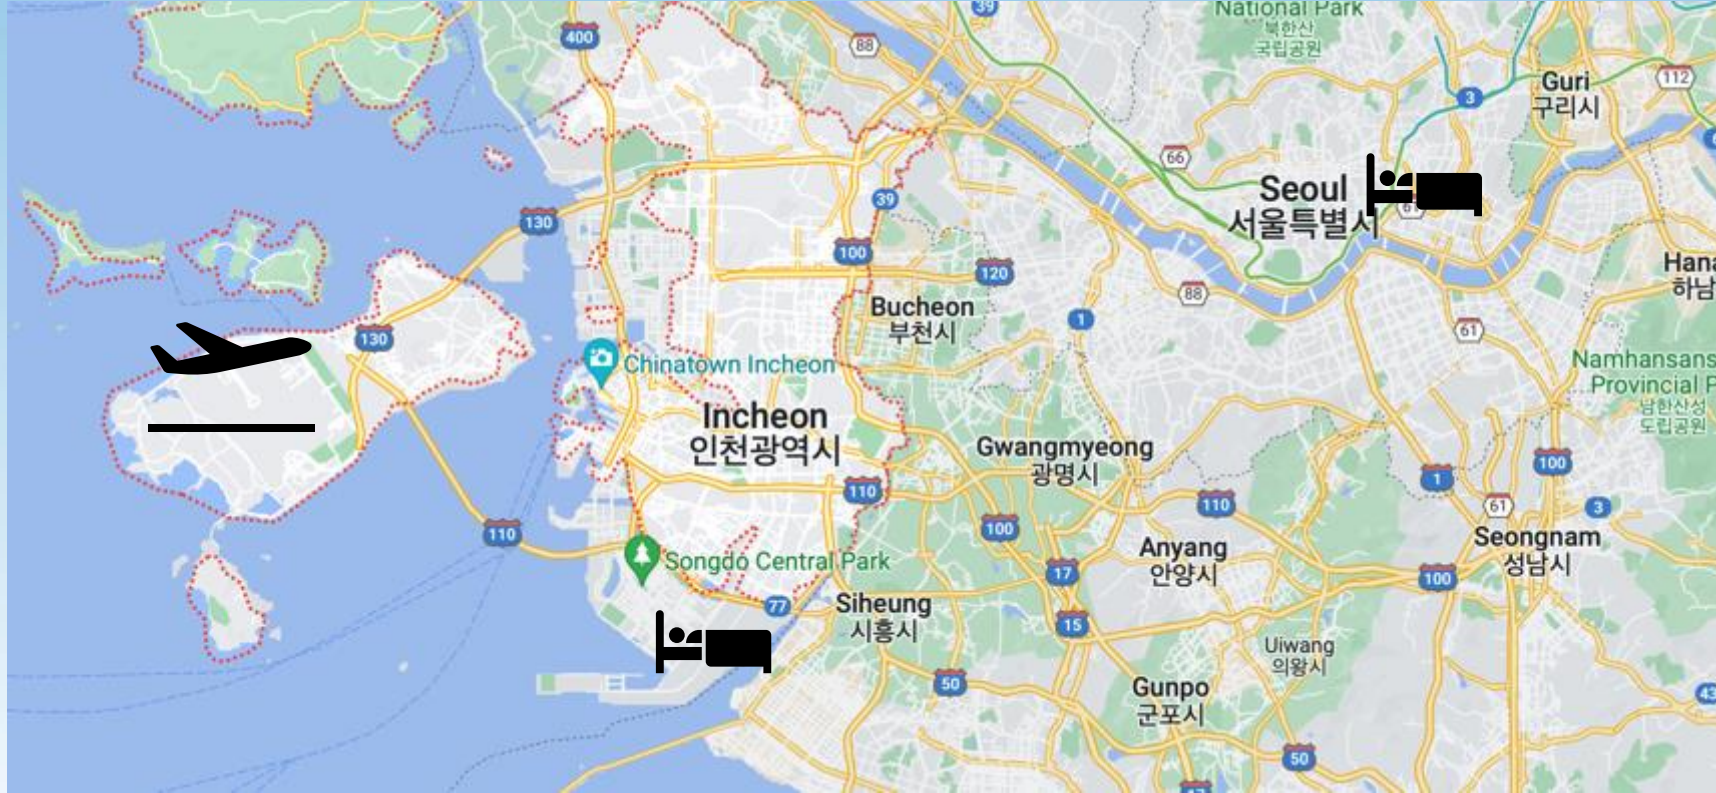 39
National Park
북한산
국립공원
400
88
Guri
구리시
112
3
66
Seoul
서울특별시
61
39
130
100
120
Hana
하남
88
Bucheon
부천시
1
61
130
Chinatown Incheon
Namhansans
Provincial P
남한산성
도립공원
Incheon
인천광역시
Gwangmyeong
광명시
100
1
110
110
61
3
110
100
Songdo Central Park
Anyang
안양시
Seongnam
성남시
17
100
77
Siheung
시흥시
15
Uiwang
의왕시
50
Gunpo
군포시
43
50